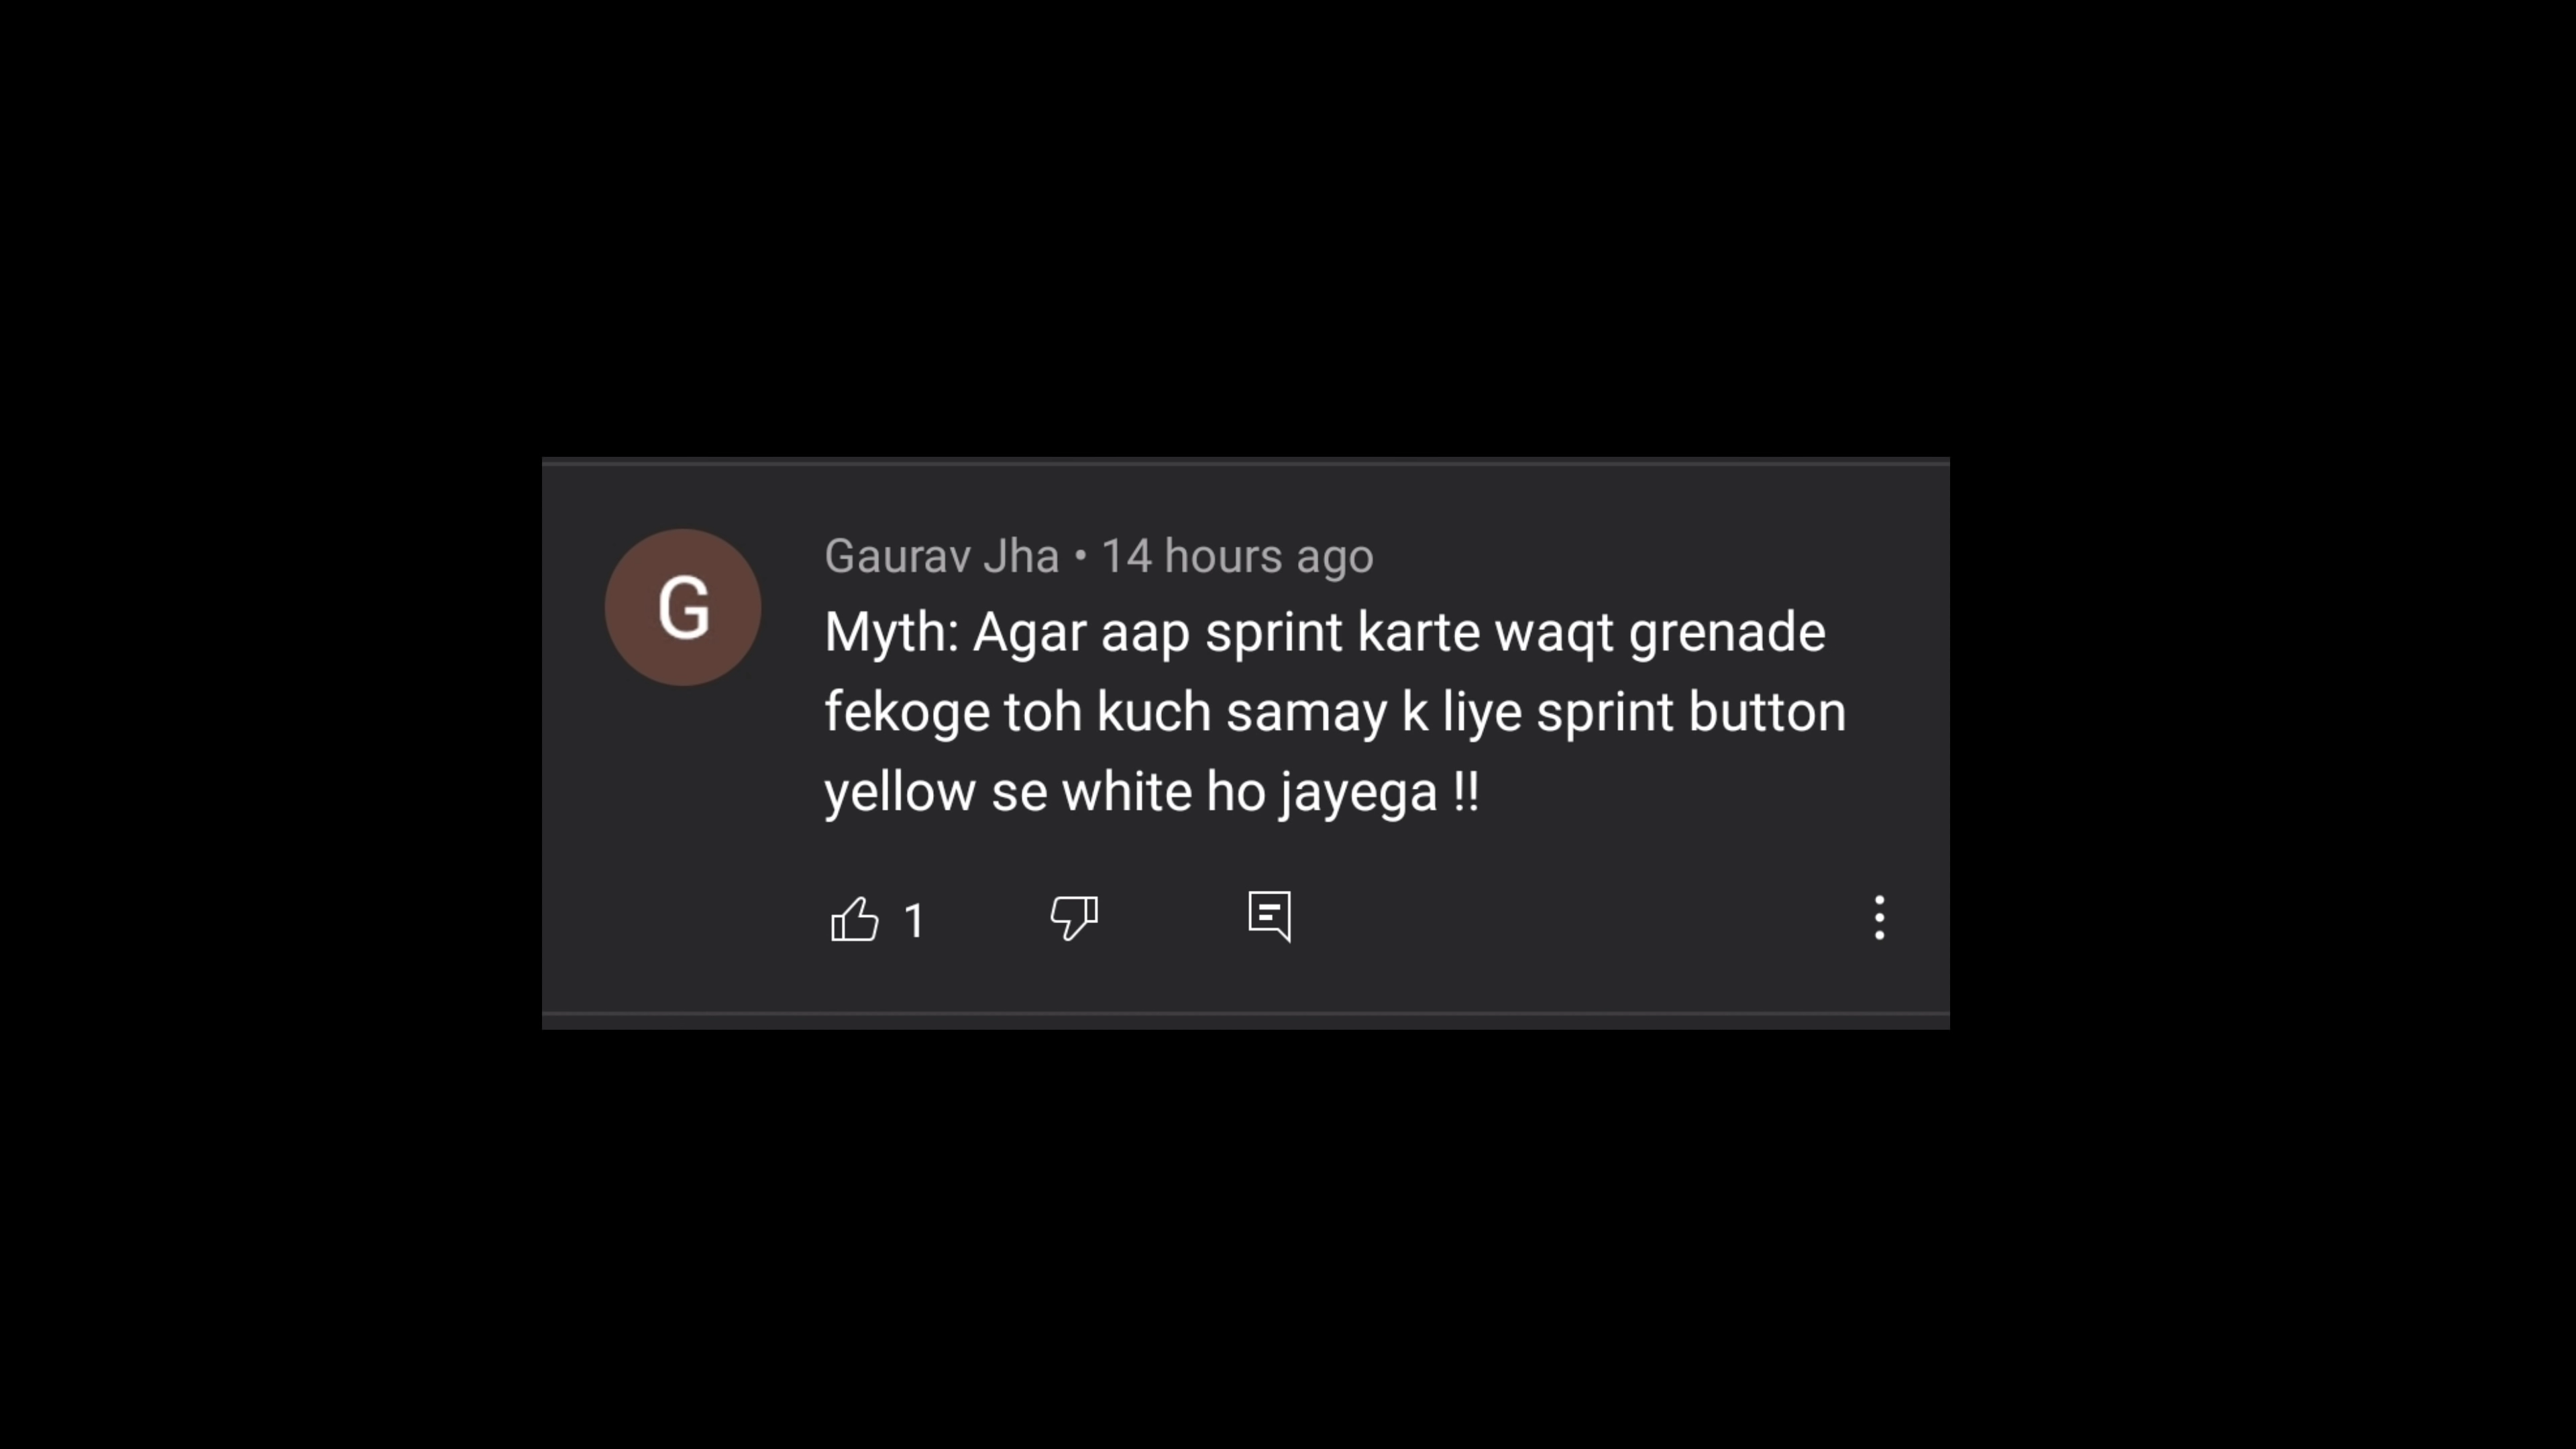 G
Gaurav Jha • 14 hours ago
Myth: Agar aap sprint karte waqt grenade
fekoge toh kuch samay k liye sprint button
yellow se white ho jayega !!
1